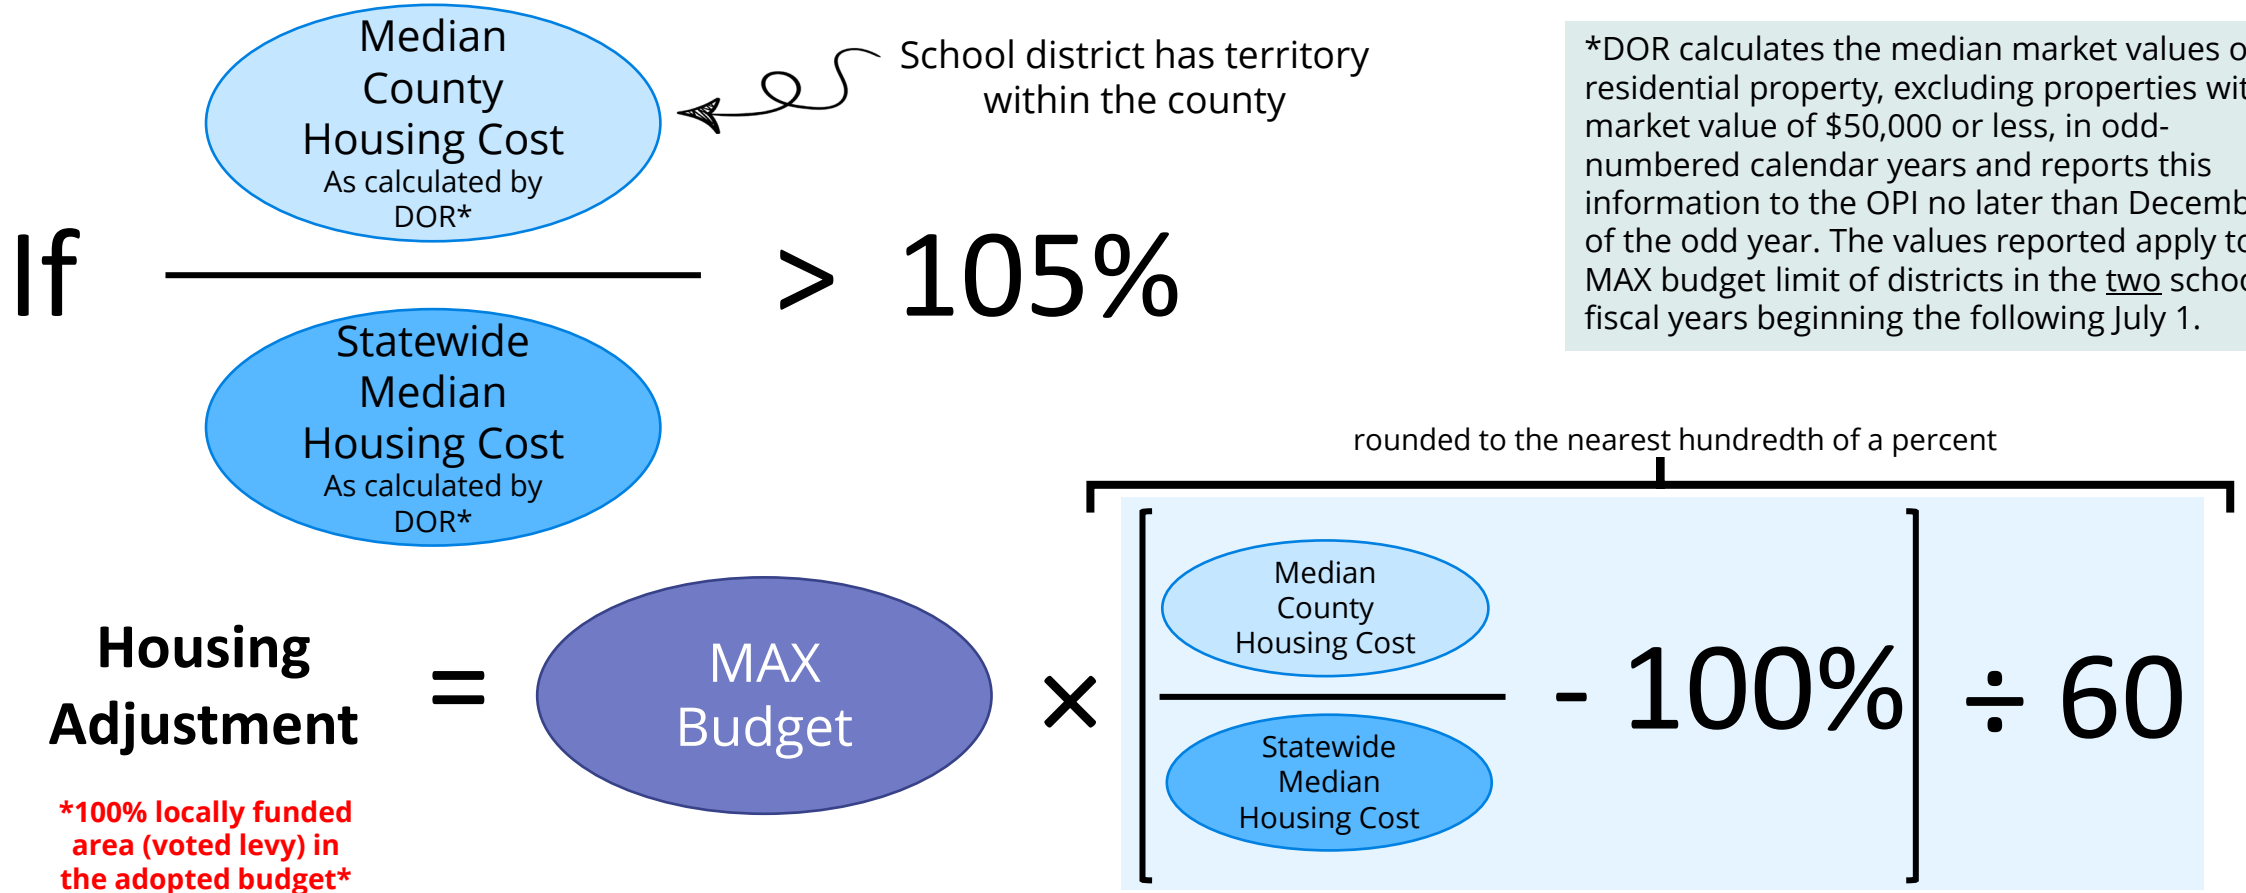 Median
County
Housing Cost
As calculated by
DOR*
School district has territory
within the county
*DOR calculates the median market values
residential property, excluding properties
market value of $50,000 or less, in odd-
numbered calendar years and reports this
information to the OPI no later than
of the odd year. The values reported apply
MAX budget limit of districts in the two
fiscal years beginning the following July 1.
If
> 105%
Statewide
Median
Housing Cost
As calculated by
DOR*
rounded to the nearest hundredth of a percent
Housing
Adjustment
=
MAX
Budget
×
[
Median
County
Housing Cost
Statewide
Median
Housing Cost
- 100%
]
÷ 60
*100% locally funded
area (voted levy) in
the adopted budget*